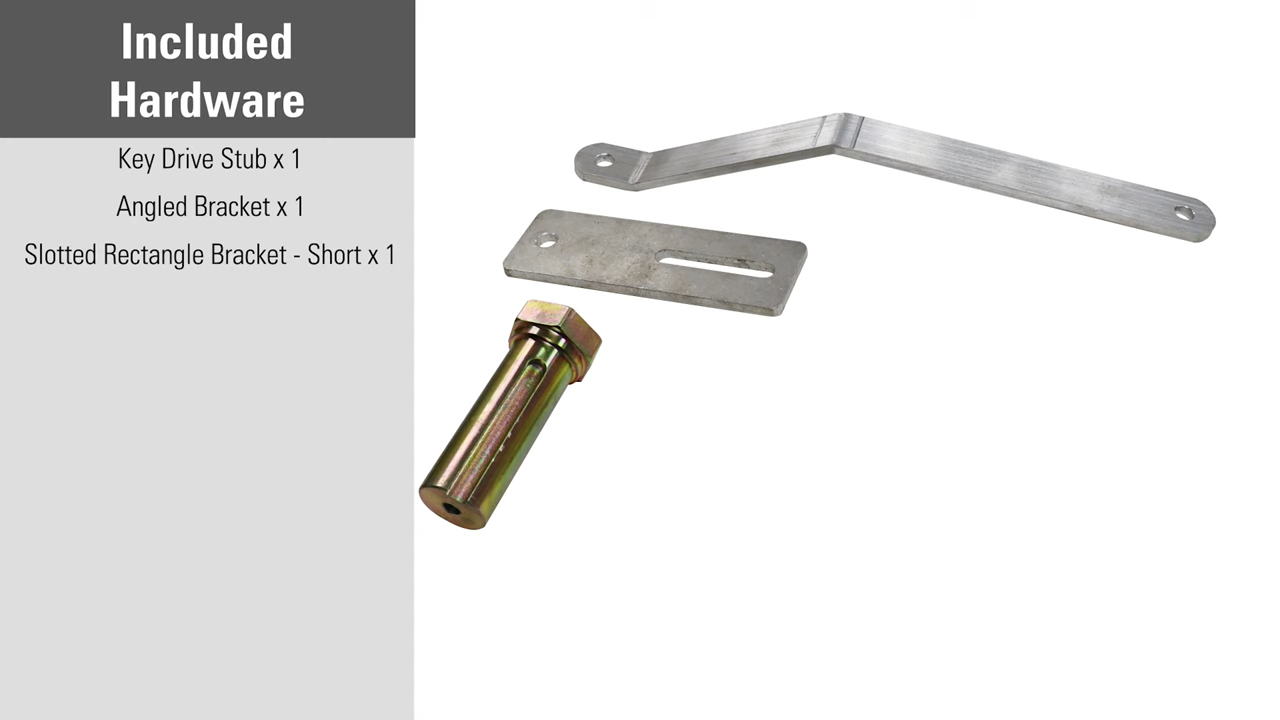 Included
Hardware
Key Drive Stub x 1
Angled Bracket x 1
Slotted Rectangle Bracket - Short x 1